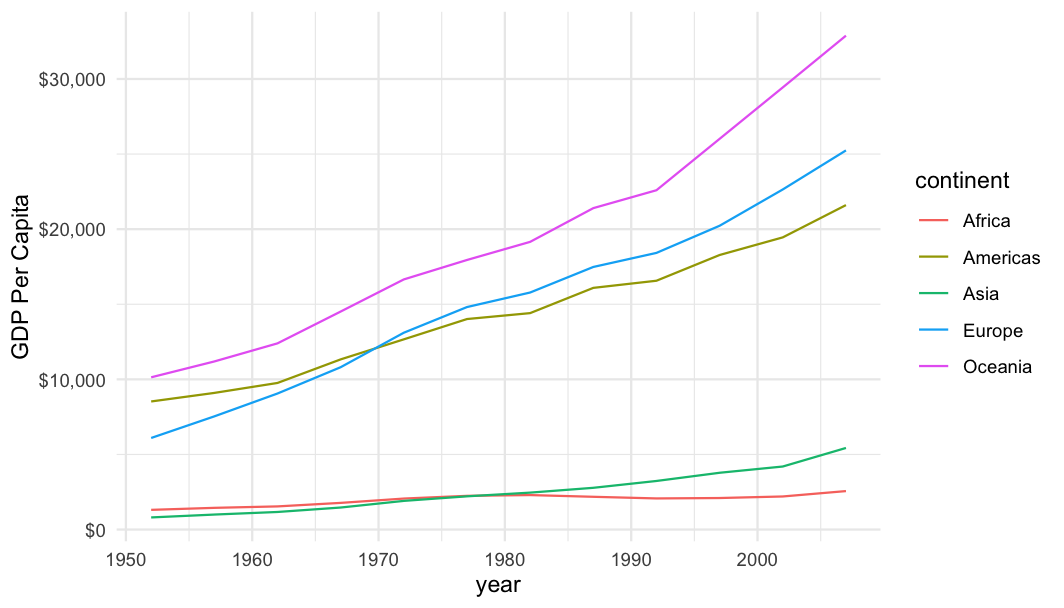 $30,000
$20,000
$10,000
$0
GDP Per Capita
1950 1960 1970 1980 1990 2000
year
continent
Africa
Americas
Asia
Europe
Oceania